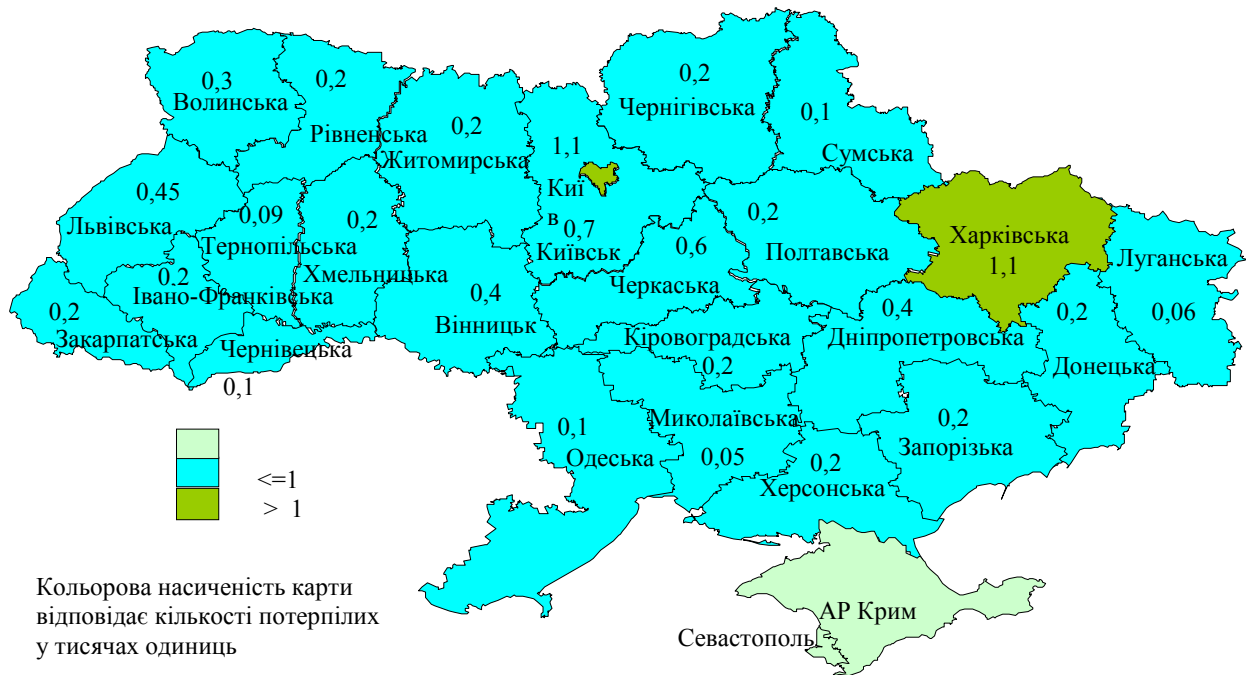 0,3
Волинська
0,2
Рівненська
0,2
Житомирська
1,1
Киї
в
0,7
Київськ
0,2
Чернігівська
0,1
Сумська
0,45
Львівська
0,09
Тернопільська
0,2
Хмельницька
0,2
Івано-Франківська
0,2
Закарпатська
Чернівецька
0,1
0,4
Вінницьк
0,6
Черкаська
0,2
Полтавська
Харківська
1,1
Луганська
0,06
Кіровоградська
0,2
0,4
Дніпропетровська
0,2
Донецька
0,1
Одеська
Миколаївська
0,05
0,2
Херсонська
0,2
Запорізька
АР Крим
Севастополь
<=1
> 1
Кольорова насиченість карти
відповідає кількості потерпілих
у тисячах одиниць